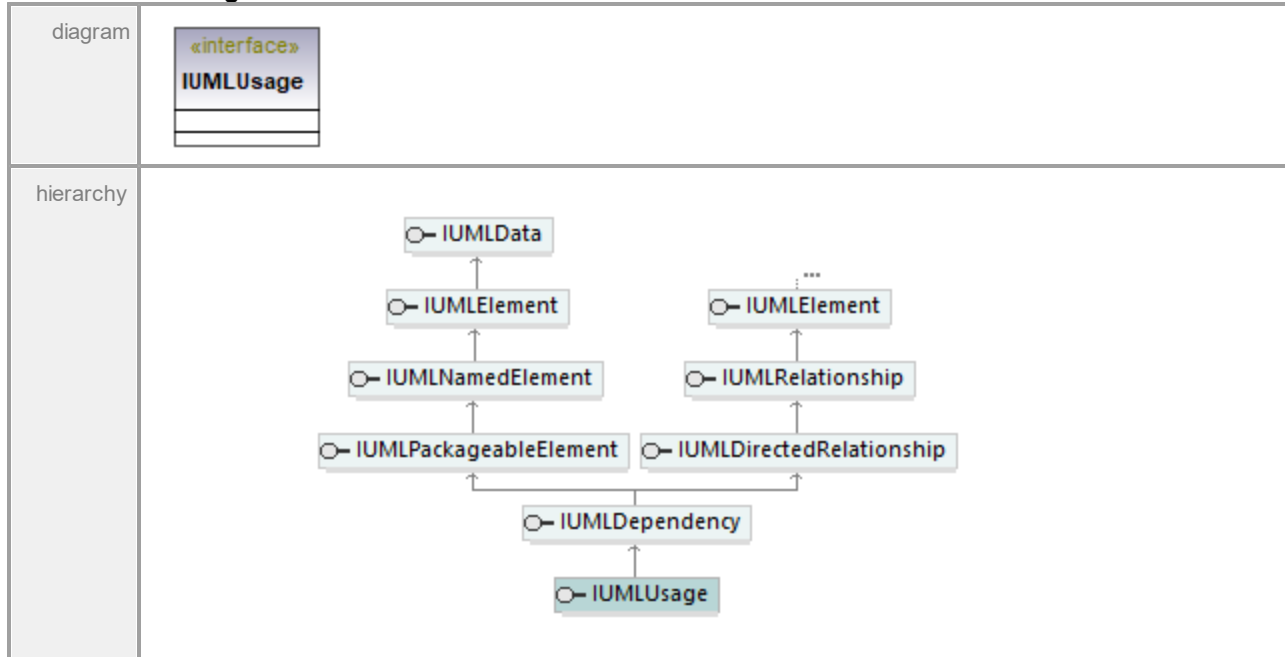 diagram
«interface»
IUMLUsage
hierarchy
IUMLData
...
IUMLElement IUMLElement
IUMLNamedElement IUMLRelationship
IUMLPackageableElement IUMLDirectedRelationship
IUMLDependency
IUMLUsage